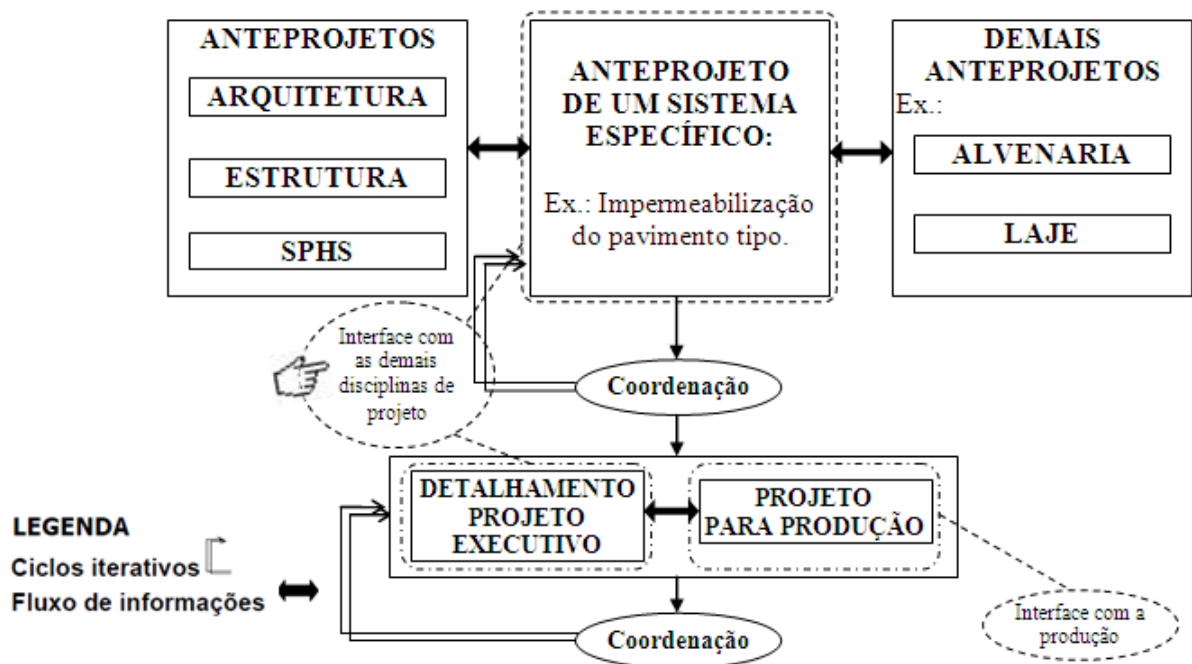 ANTEPROJETOS
ARQUITETURA
ESTRUTURA
SPHS
ANTEPROJETO
DE UM SISTEMA
ESPECÍFICO:
Ex.: Impermeabilização
do pavimento tipo.
DEMAIS
ANTEPROJETOS
Ex.:
ALVENARIA
LAJE
Interface com
as demais
disciplinas de
projeto
Coordenação
DETALHAMENTO
PROJETO
EXECUTIVO
PROJETO
PARA PRODUÇÃO
LEGENDA
Ciclos iterativos
Fluxo de informações
Coordenação
Interface com a
produção